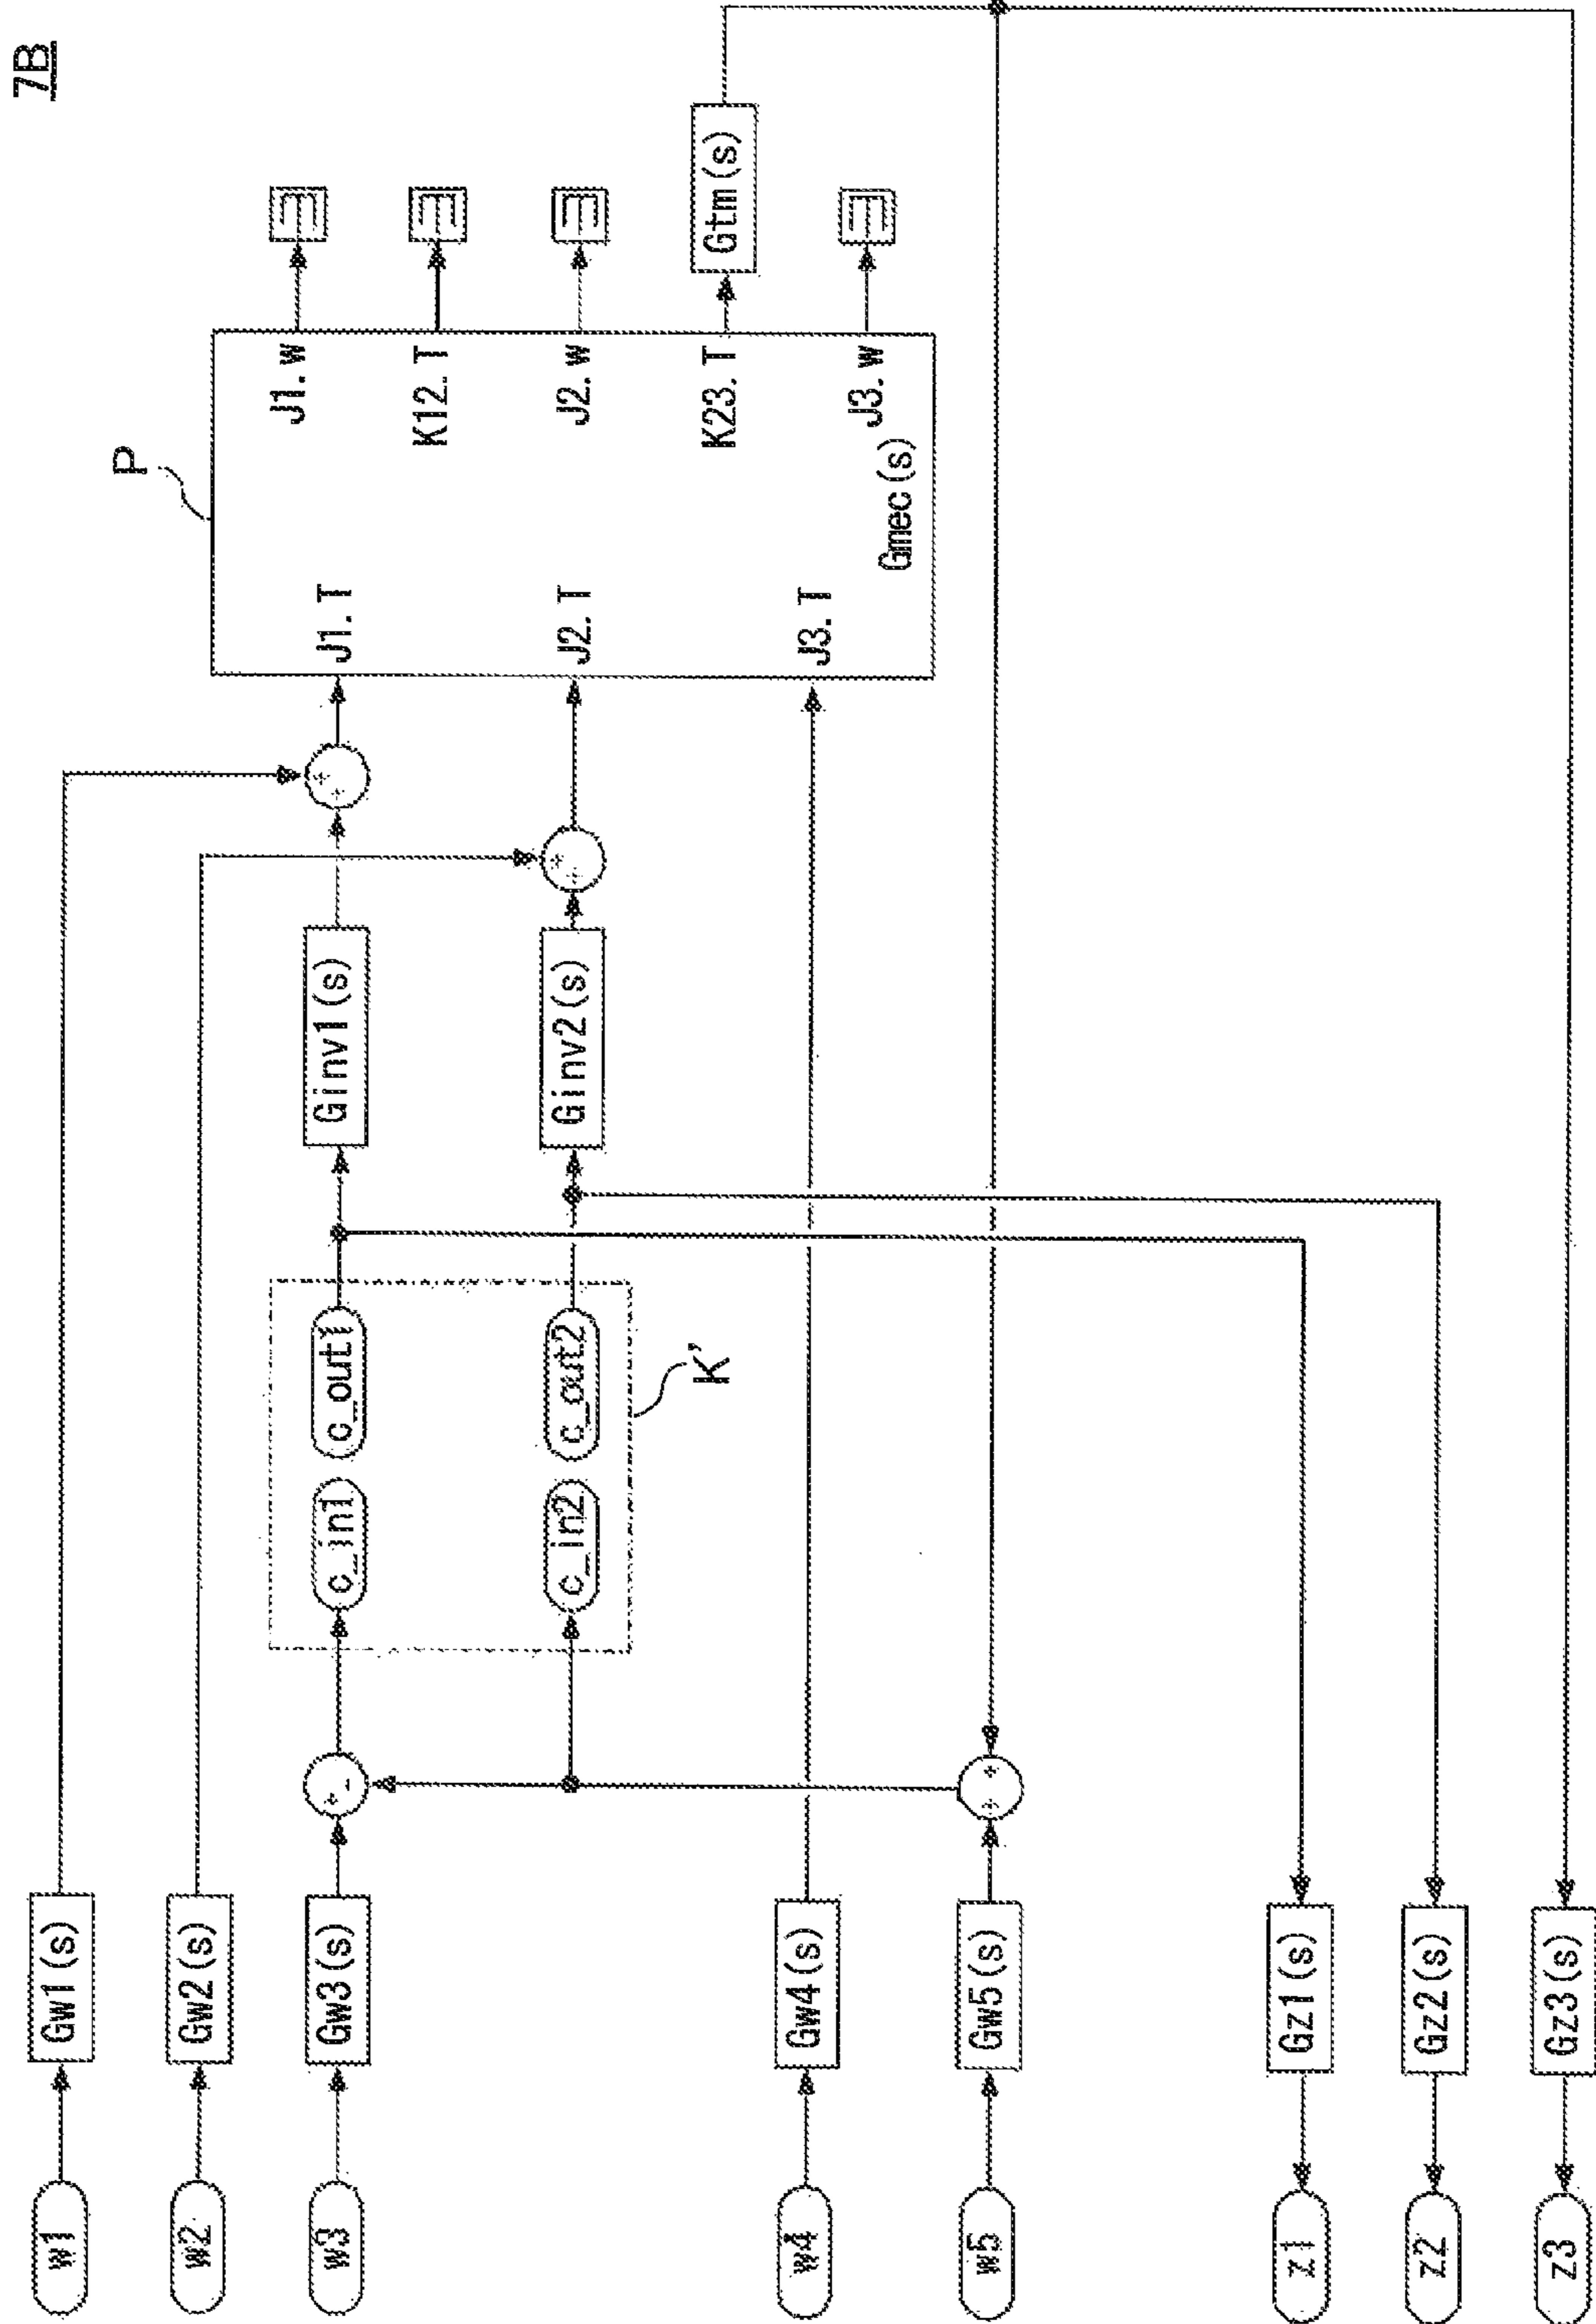 7B
w1
Gw1(s)
w2
Gw2(s)
w3
Gw3(s)
+
-
c_in1
c_out1
Ginv1(s)
+
+
c_in2
c_out2
Ginv2(s)
+
+
K'
P
J1.T
J2.T
J3.T
J1.w
K12.T
J2.w
K23.T
J3.w
Gmec(s)
Gtm(s)
w4
Gw4(s)
w5
Gw5(s)
+
+
z1
Gz1(s)
z2
Gz2(s)
z3
Gz3(s)